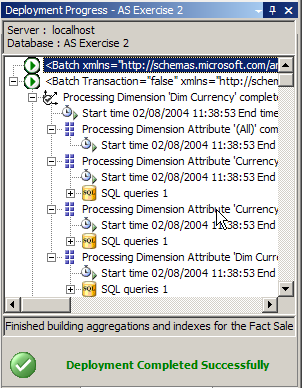 Deployment Progress - AS Exercise 2
Server : localhost
Database : AS Exercise 2
<Batch xmlns="http://schemas.microsoft.com/an
<Batch Transaction="false" xmlns="http://schem
Processing Dimension 'Dim Currency' complete
Start time 02/08/2004 11:38:53 End time
Processing Dimension Attribute '(All)' com
Start time 02/08/2004 11:38:53 End
Processing Dimension Attribute 'Currency
Start time 02/08/2004 11:38:53 End
SQL queries 1
Processing Dimension Attribute 'Currency
Start time 02/08/2004 11:38:53 End
SQL queries 1
Processing Dimension Attribute 'Dim Curre
Start time 02/08/2004 11:38:53 End
SQL queries 1
Finished building aggregations and indexes for the Fact Sale
Deployment Completed Successfully